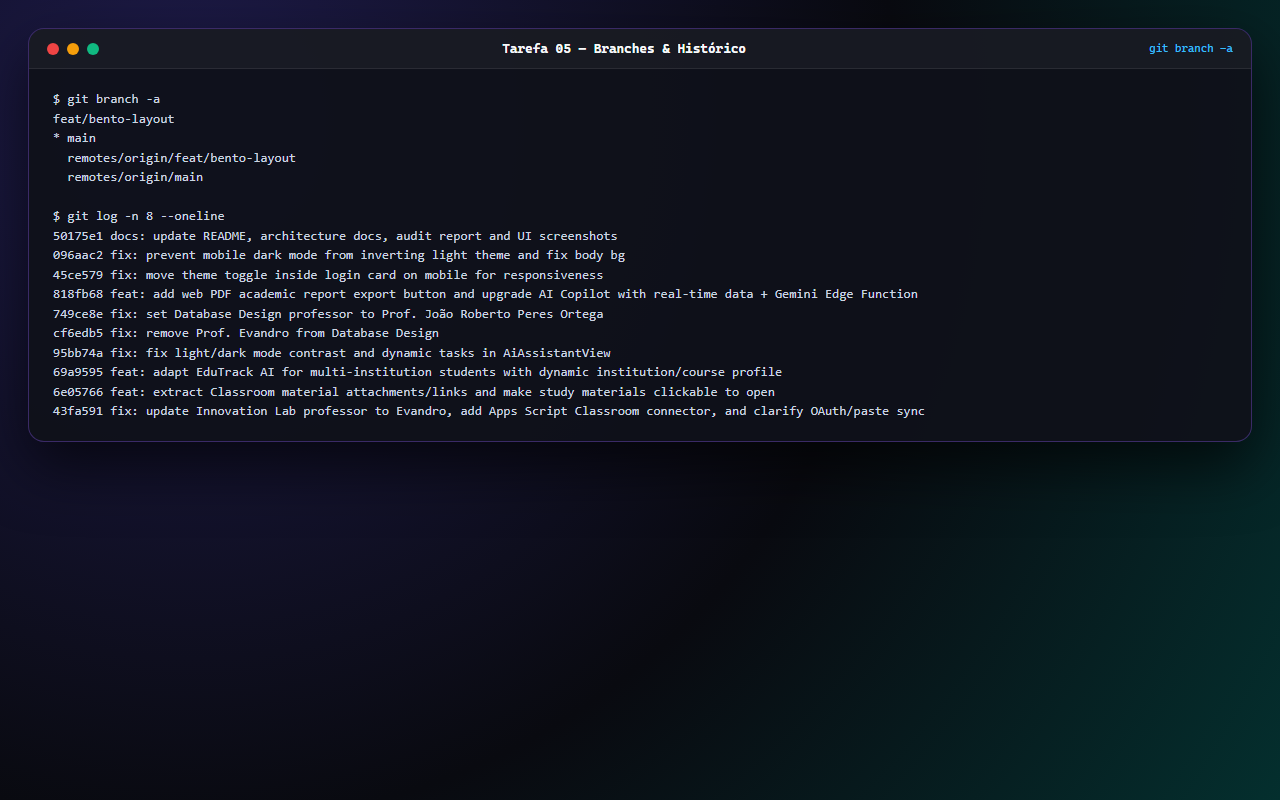 Tarefa 05 — Branches & Histórico
git branch -a
$ git branch -a
feat/bento-layout
* main
  remotes/origin/feat/bento-layout
  remotes/origin/main

$ git log -n 8 --oneline
50175e1 docs: update README, architecture docs, audit report and UI screenshots
096aac2 fix: prevent mobile dark mode from inverting light theme and fix body bg
45ce579 fix: move theme toggle inside login card on mobile for responsiveness
818fb68 feat: add web PDF academic report export button and upgrade AI Copilot with real-time data + Gemini Edge Function
749ce8e fix: set Database Design professor to Prof. João Roberto Peres Ortega
cf6edb5 fix: remove Prof. Evandro from Database Design
95bb74a fix: fix light/dark mode contrast and dynamic tasks in AiAssistantView
69a9595 feat: adapt EduTrack AI for multi-institution students with dynamic institution/course profile
6e05766 feat: extract Classroom material attachments/links and make study materials clickable to open
43fa591 fix: update Innovation Lab professor to Evandro, add Apps Script Classroom connector, and clarify OAuth/paste sync